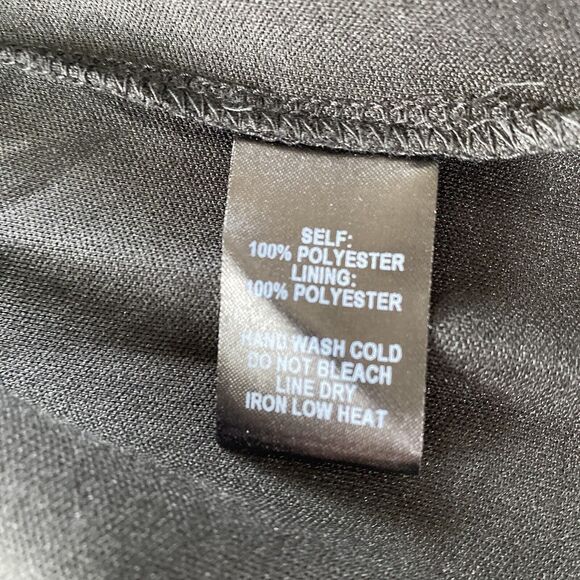 SELF:
100% POLYESTER
LINING:
100% POLYESTER
HAND WASH COLD
DO NOT BLEACH
LINE DRY
IRON LOW HEAT